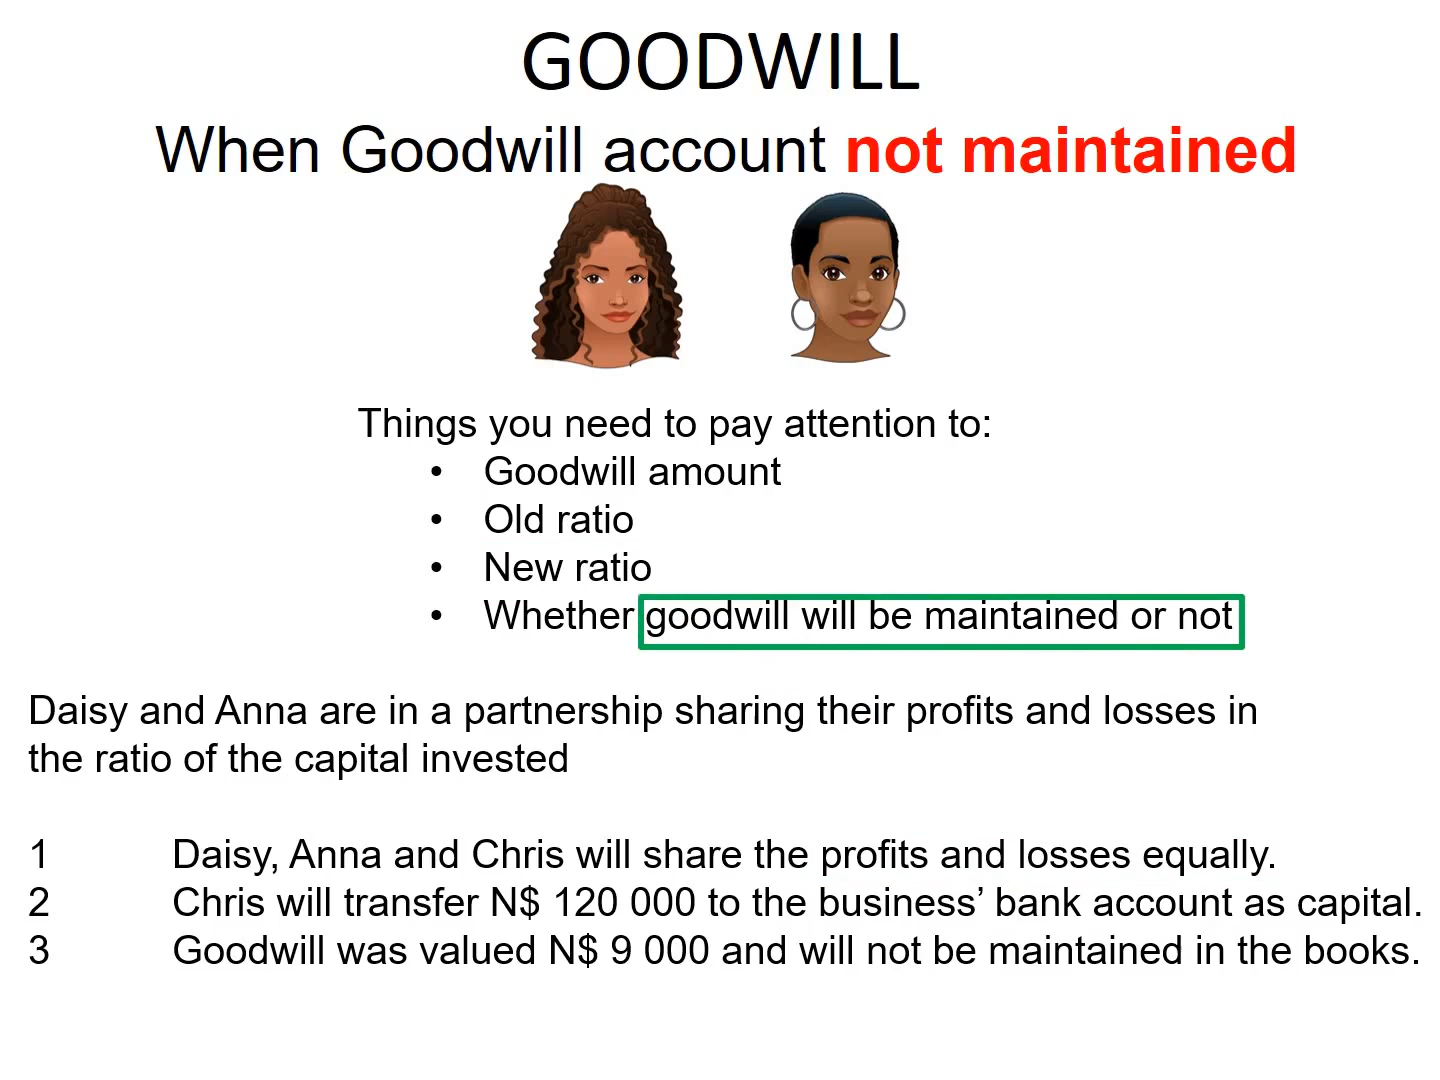 GOODWILL
When Goodwill account not maintained
Things you need to pay attention to:
• Goodwill amount
• Old ratio
• New ratio
• Whether goodwill will be maintained or not
Daisy and Anna are in a partnership sharing their profits and losses in
the ratio of the capital invested
1 Daisy, Anna and Chris will share the profits and losses equally.
2 Chris will transfer N$ 120 000 to the business’ bank account as capital.
3 Goodwill was valued N$ 9 000 and will not be maintained in the books.